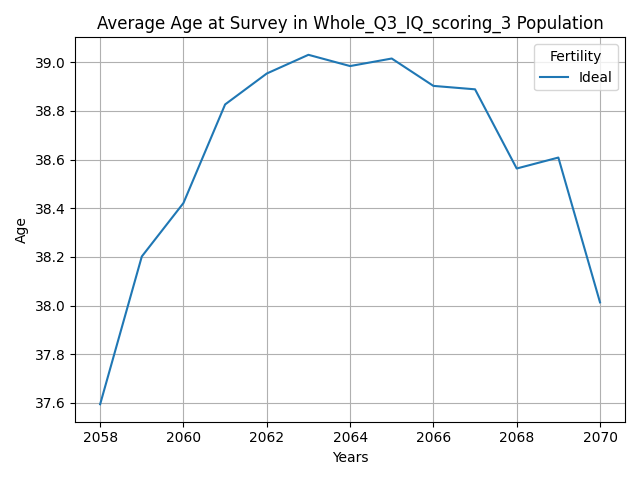 Average Age at Survey in Whole_Q3_IQ_scoring_3 Population
Fertility
Ideal
39.0
38.8
38.6
38.4
38.2
38.0
37.8
37.6
Age
2058 2060 2062 2064 2066 2068 2070
Years